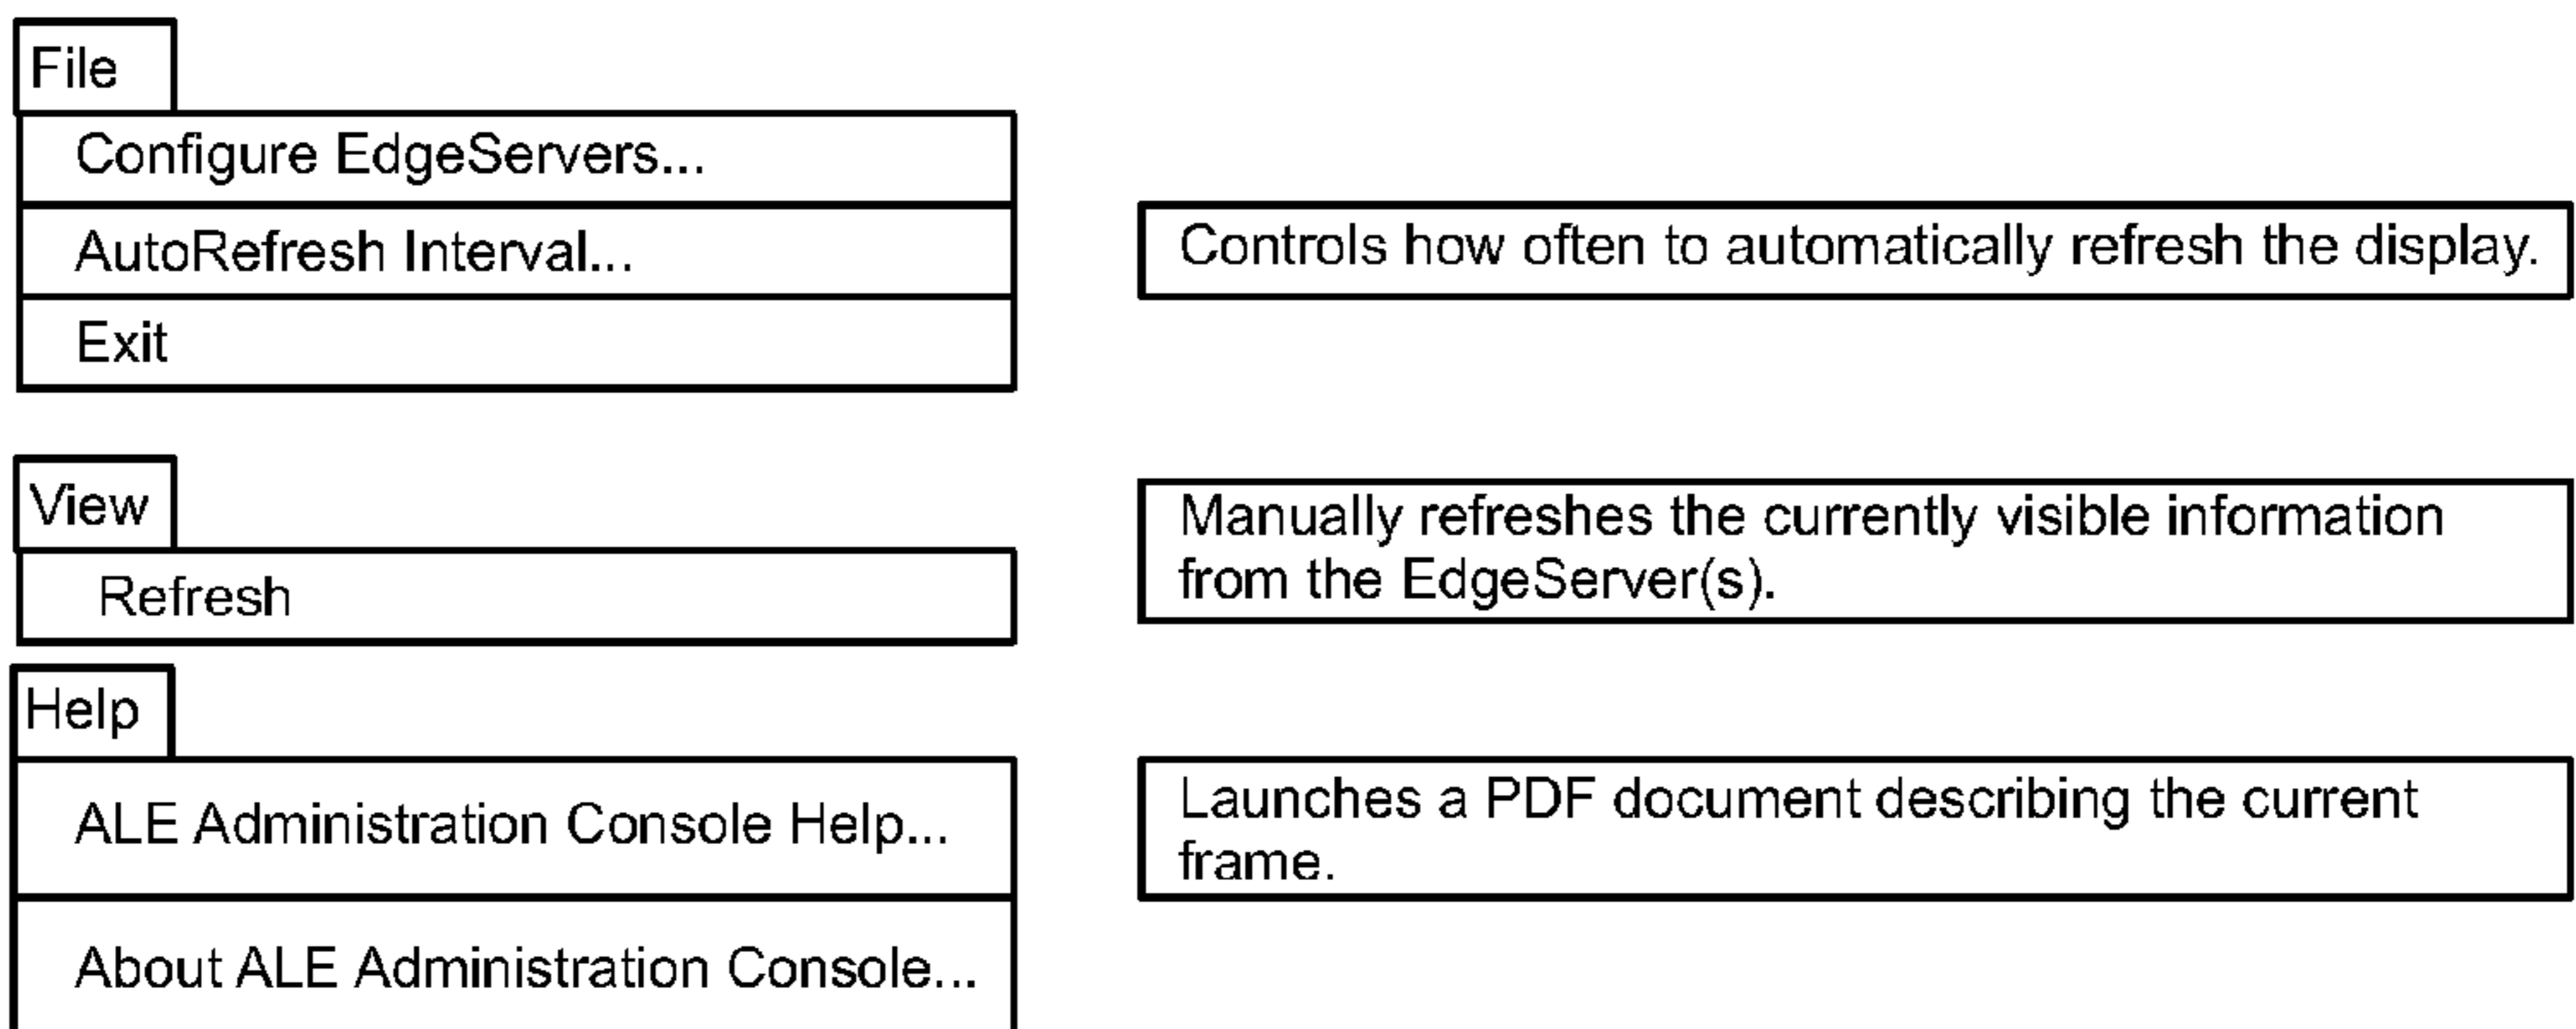 File
Configure EdgeServers...
AutoRefresh Interval...
Controls how often to automatically refresh the display.
Exit
View
Refresh
Manually refreshes the currently visible information
from the EdgeServer(s).
Help
ALE Administration Console Help...
Launches a PDF document describing the current
frame.
About ALE Administration Console...